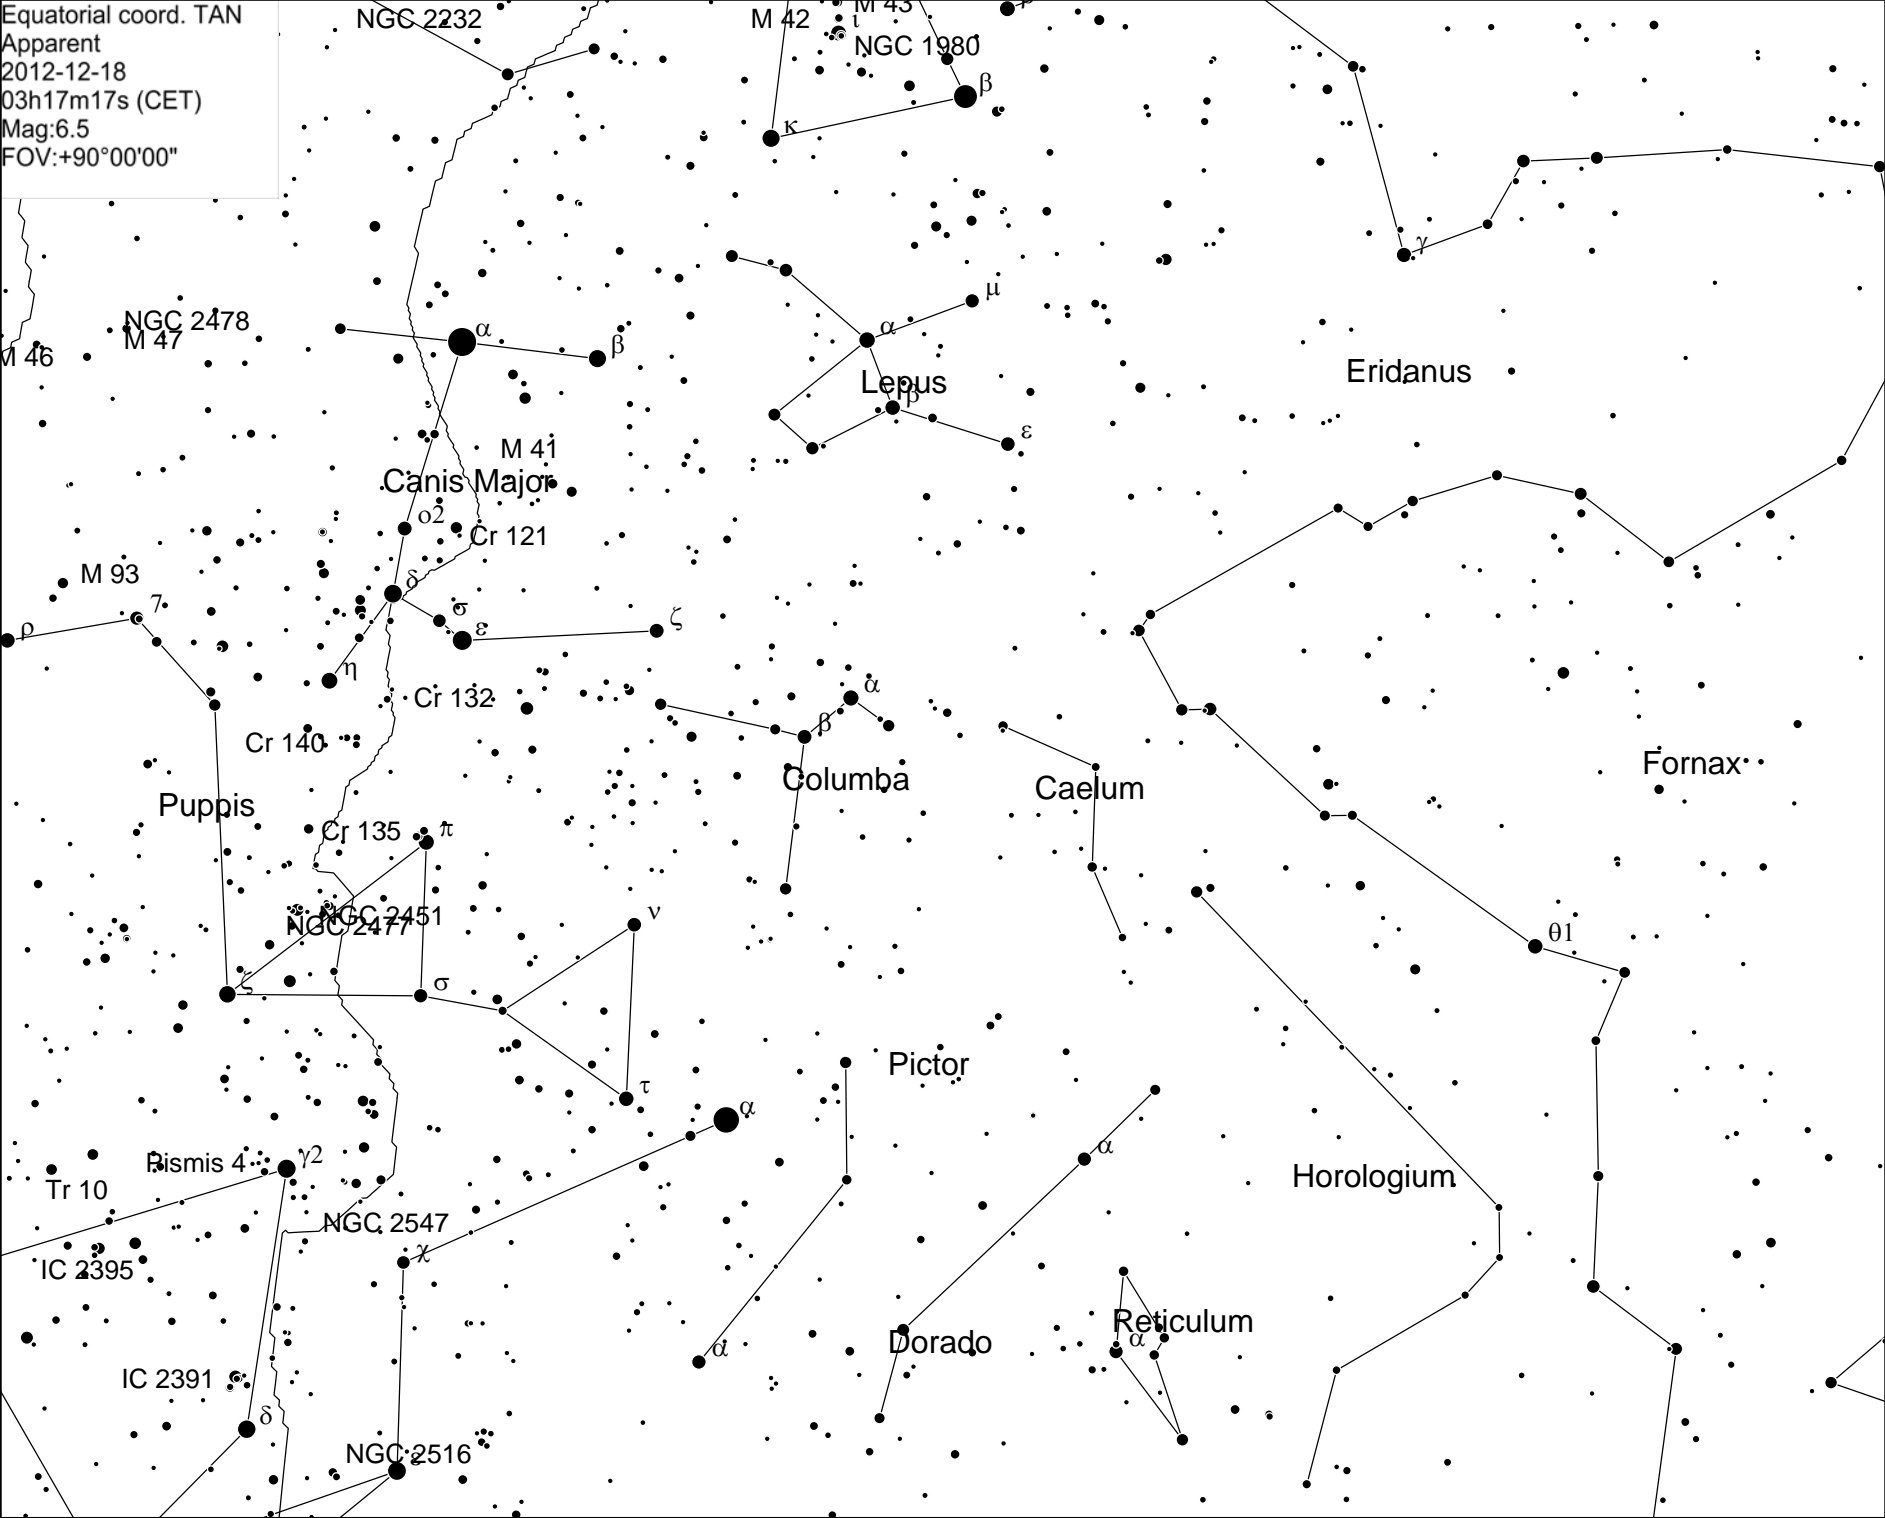 Equatorial coord. TAN
Apparent
2012-12-18
03h17m17s (CET)
Mag:6.5
FOV:+90°00'00"
NGC 2232
M 42
M 43
ι
NGC 1980
β
κ
γ
μ
NGC 2478
M 47
M 46
α
β
α
Lepus
β
Eridanus
ε
M 41
Canis Major
ο2
Cr 121
M 93
δ
7
σ
ρ
ε
ζ
η
Cr 132
α
β
Cr 140
Columba
Caelum
Fornax
Puppis
Cr 135
π
NGC 2451
NGC 2477
ν
θ1
ζ
σ
Pictor
τ
α
α
Pismis 4
γ2
Tr 10
Horologium
NGC 2547
χ
IC 2395
Reticulum
α
Dorado
α
IC 2391
δ
NGC 2516
ε